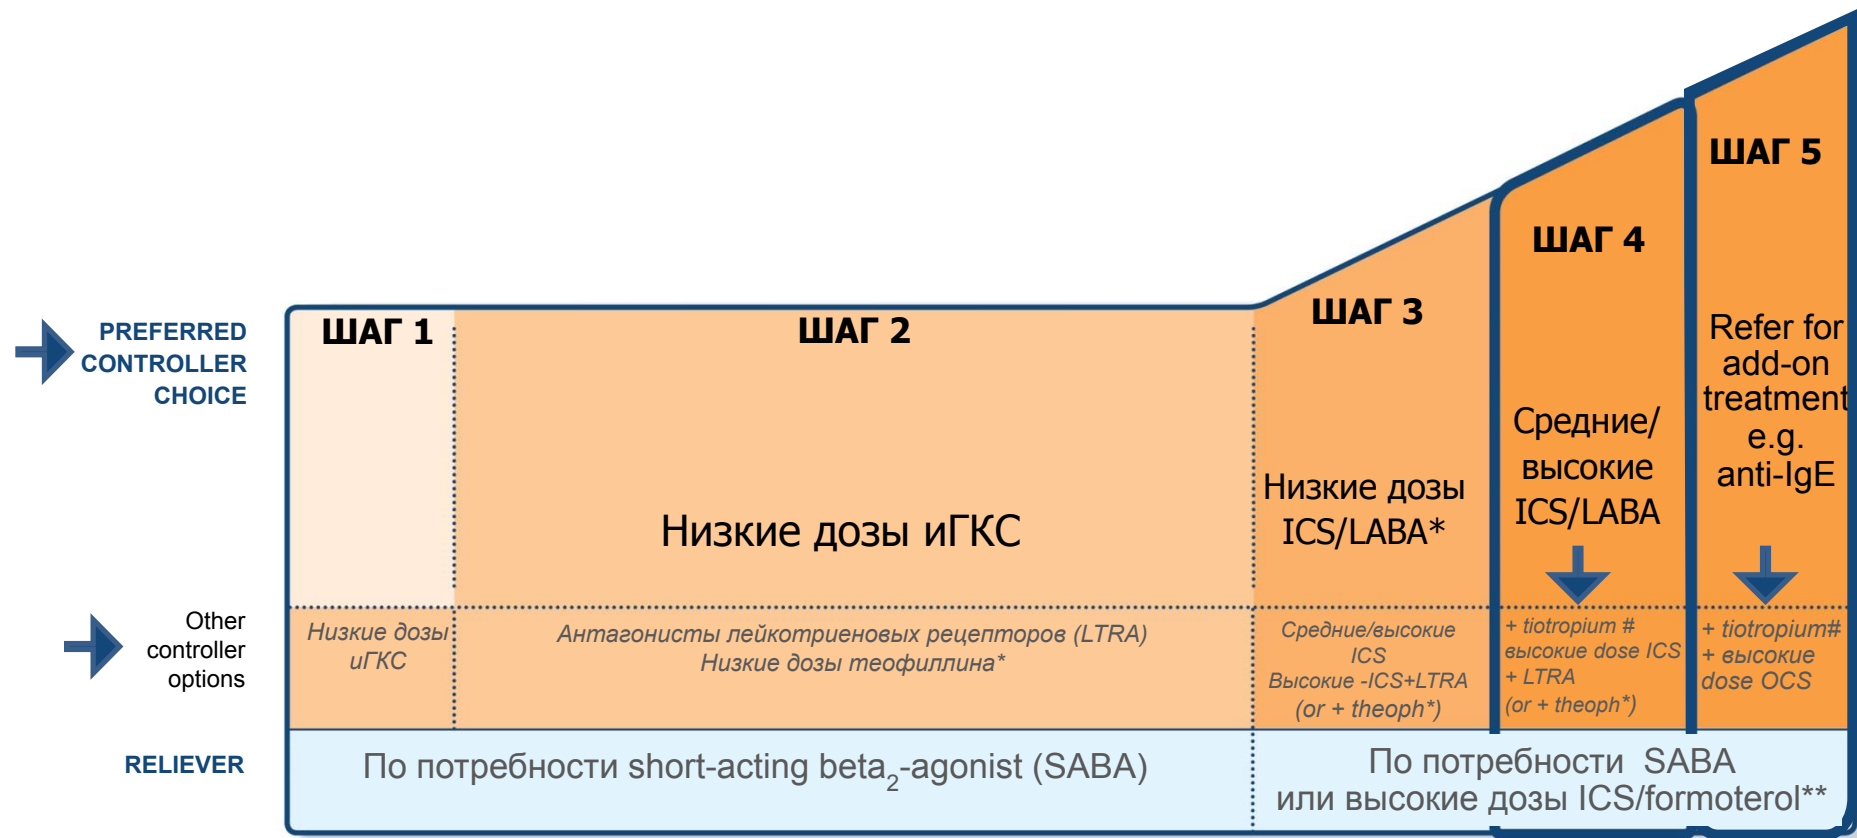 ШАГ 5
ШАГ 4
ШАГ 3
PREFERRED
CONTROLLER
CHOICE
ШАГ 1
ШАГ 2
Refer for
add-on
treatment
e.g.
anti-IgE
Средние/
высокие
ICS/LABA
Низкие дозы
ICS/LABA*
Низкие дозы иГКС
Other
controller
options
Низкие дозы
иГКС
Антагонисты лейкотриеновых рецепторов (LTRA)
Низкие дозы теофиллина*
Средние/высокие
ICS
Высокие -ICS+LTRA
(or + theoph*)
+ tiotropium #
высокие dose ICS
+ LTRA
(or + theoph*)
+ tiotropium#
+ высокие
dose OCS
RELIEVER
По потребности short-acting beta2-agonist (SABA)
По потребности SABA
или высокие дозы ICS/formoterol**